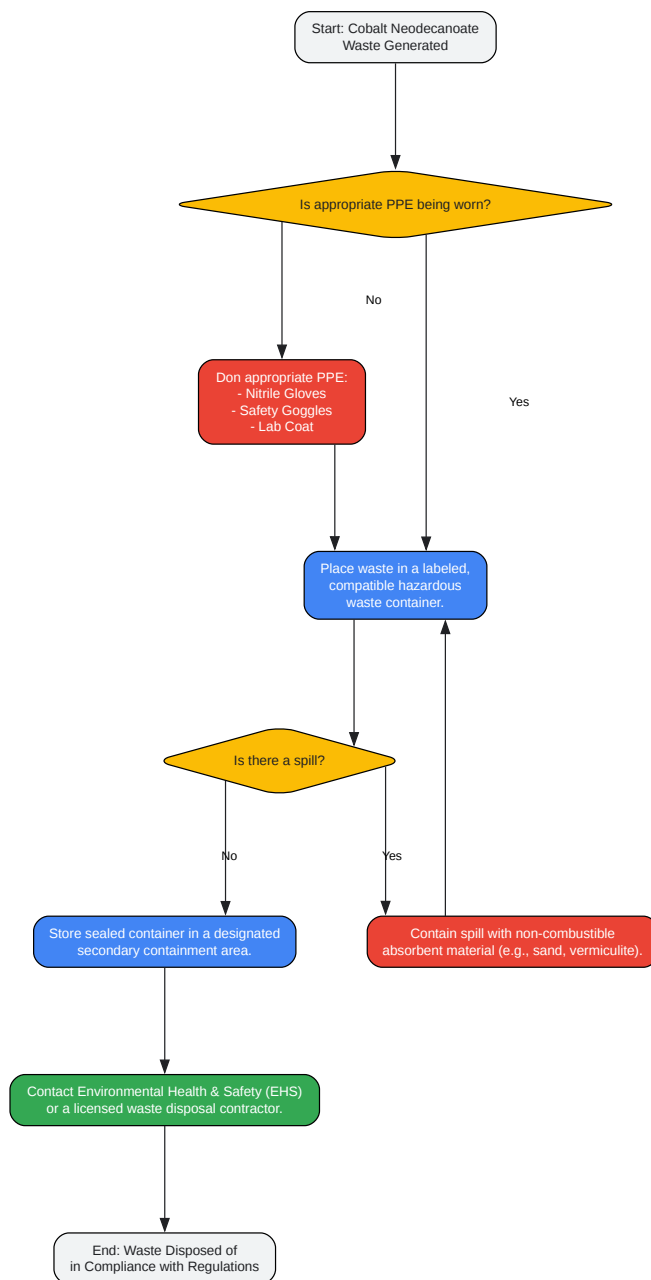 Start: Cobalt Neodecanoate
Waste Generated
Is appropriate PPE being worn?
No
Don appropriate PPE:
- Nitrile Gloves
- Safety Goggles
- Lab Coat
Yes
Place waste in a labeled,
compatible hazardous
waste container.
Is there a spill?
No
Yes
Store sealed container in a designated
secondary containment area.
Contain spill with non-combustible
absorbent material (e.g., sand, vermiculite).
Contact Environmental Health & Safety (EHS)
or a licensed waste disposal contractor.
End: Waste Disposed of
in Compliance with Regulations